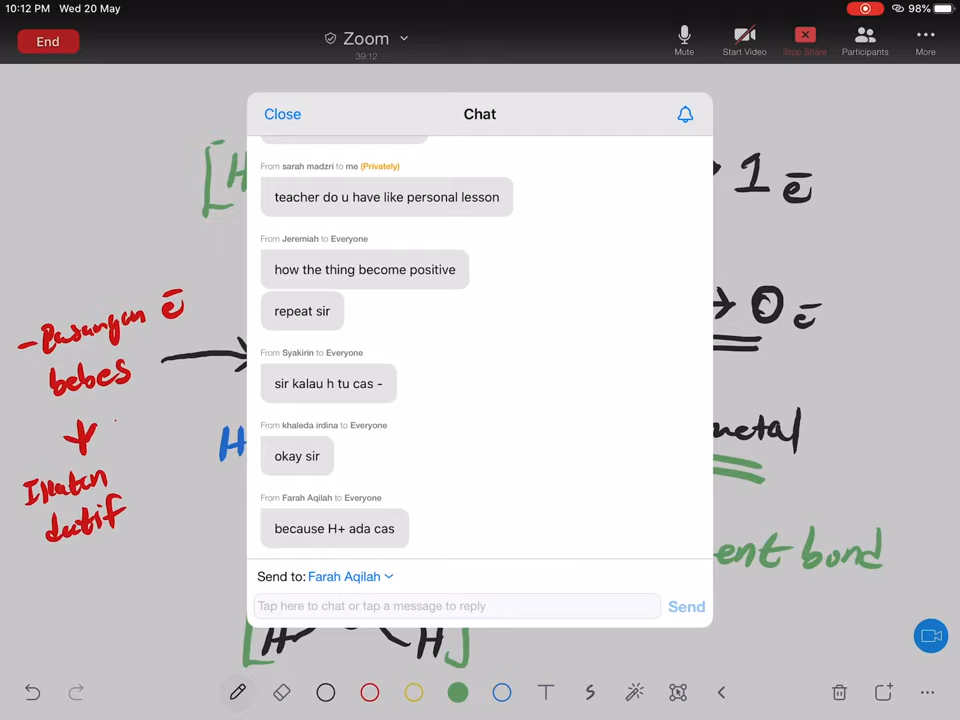 10:12 PM Wed 20 May
98%
End
Zoom
39:12
Mute
Start Video
Stop Share
Participants
More
Close
Chat
From sarah madzri to me (Privately)
teacher do u have like personal lesson
From Jeremiah to Everyone
how the thing become positive
repeat sir
From Syakirin to Everyone
sir kalau h tu cas -
From khaleda irdina to Everyone
okay sir
From Farah Aqilah to Everyone
because H+ ada cas
Send to: Farah Aqilah
Tap here to chat or tap a message to reply
Send
[H
1 e̅
- Pasangan e̅
bebes
Ikatan
datif
→ 0 e̅
H
metal
ent bond
H H]
T